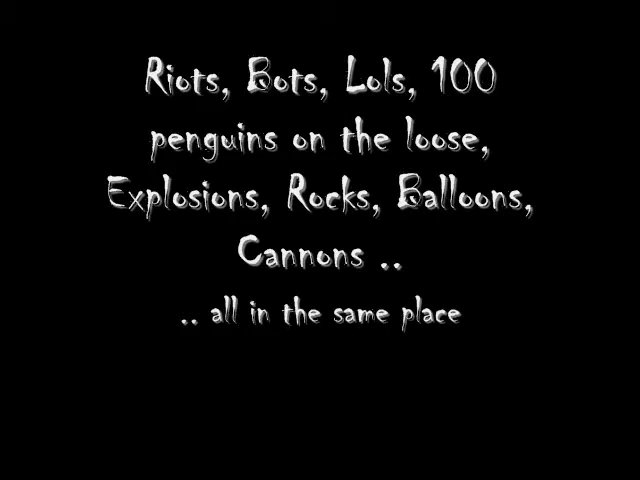 Riots, Bots, Lols, 100
penguins on the loose,
Explosions, Rocks, Balloons,
Cannons ..
.. all in the same place